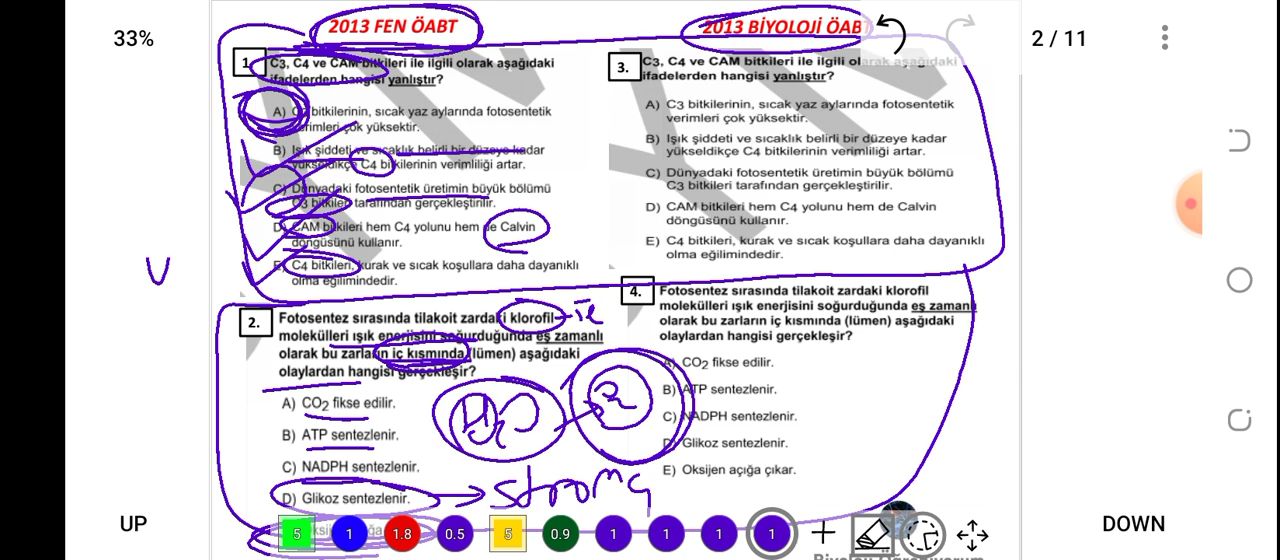 33%
2013 FEN ÖABT
2013 BİYOLOJİ ÖABT
2 / 11
1.
C3, C4 ve CAM bitkileri ile ilgili olarak aşağıdaki
ifadelerden hangisi yanlıştır?
A) C3 bitkilerinin, sıcak yaz aylarında fotosentetik
verimleri çok yüksektir.
B) Işık şiddeti ve sıcaklık belirli bir düzeye kadar
yükseldikçe C4 bitkilerinin verimliliği artar.
C) Dünyadaki fotosentetik üretimin büyük bölümü
C3 bitkileri tarafından gerçekleştirilir.
D) CAM bitkileri hem C4 yolunu hem de Calvin
döngüsünü kullanır.
E) C4 bitkileri, kurak ve sıcak koşullara daha dayanıklı
olma eğilimindedir.
2.
Fotosentez sırasında tilakoit zardaki klorofil
molekülleri ışık enerjisini soğurduğunda eş zamanlı
olarak bu zarların iç kısmında (lümen) aşağıdaki
olaylardan hangisi gerçekleşir?
A) CO2 fikse edilir.
B) ATP sentezlenir.
C) NADPH sentezlenir.
D) Glikoz sentezlenir.
H2O
stroma
3.
C3, C4 ve CAM bitkileri ile ilgili olarak aşağıdaki
ifadelerden hangisi yanlıştır?
A) C3 bitkilerinin, sıcak yaz aylarında fotosentetik
verimleri çok yüksektir.
B) Işık şiddeti ve sıcaklık belirli bir düzeye kadar
yükseldikçe C4 bitkilerinin verimliliği artar.
C) Dünyadaki fotosentetik üretimin büyük bölümü
C3 bitkileri tarafından gerçekleştirilir.
D) CAM bitkileri hem C4 yolunu hem de Calvin
döngüsünü kullanır.
E) C4 bitkileri, kurak ve sıcak koşullara daha dayanıklı
olma eğilimindedir.
4.
Fotosentez sırasında tilakoit zardaki klorofil
molekülleri ışık enerjisini soğurduğunda eş zamanlı
olarak bu zarların iç kısmında (lümen) aşağıdaki
olaylardan hangisi gerçekleşir?
A) CO2 fikse edilir.
B) ATP sentezlenir.
C) NADPH sentezlenir.
D) Glikoz sentezlenir.
E) Oksijen açığa çıkar.
UP
5 1 1.8 0.5 5 0.9 1 1 1 1
DOWN